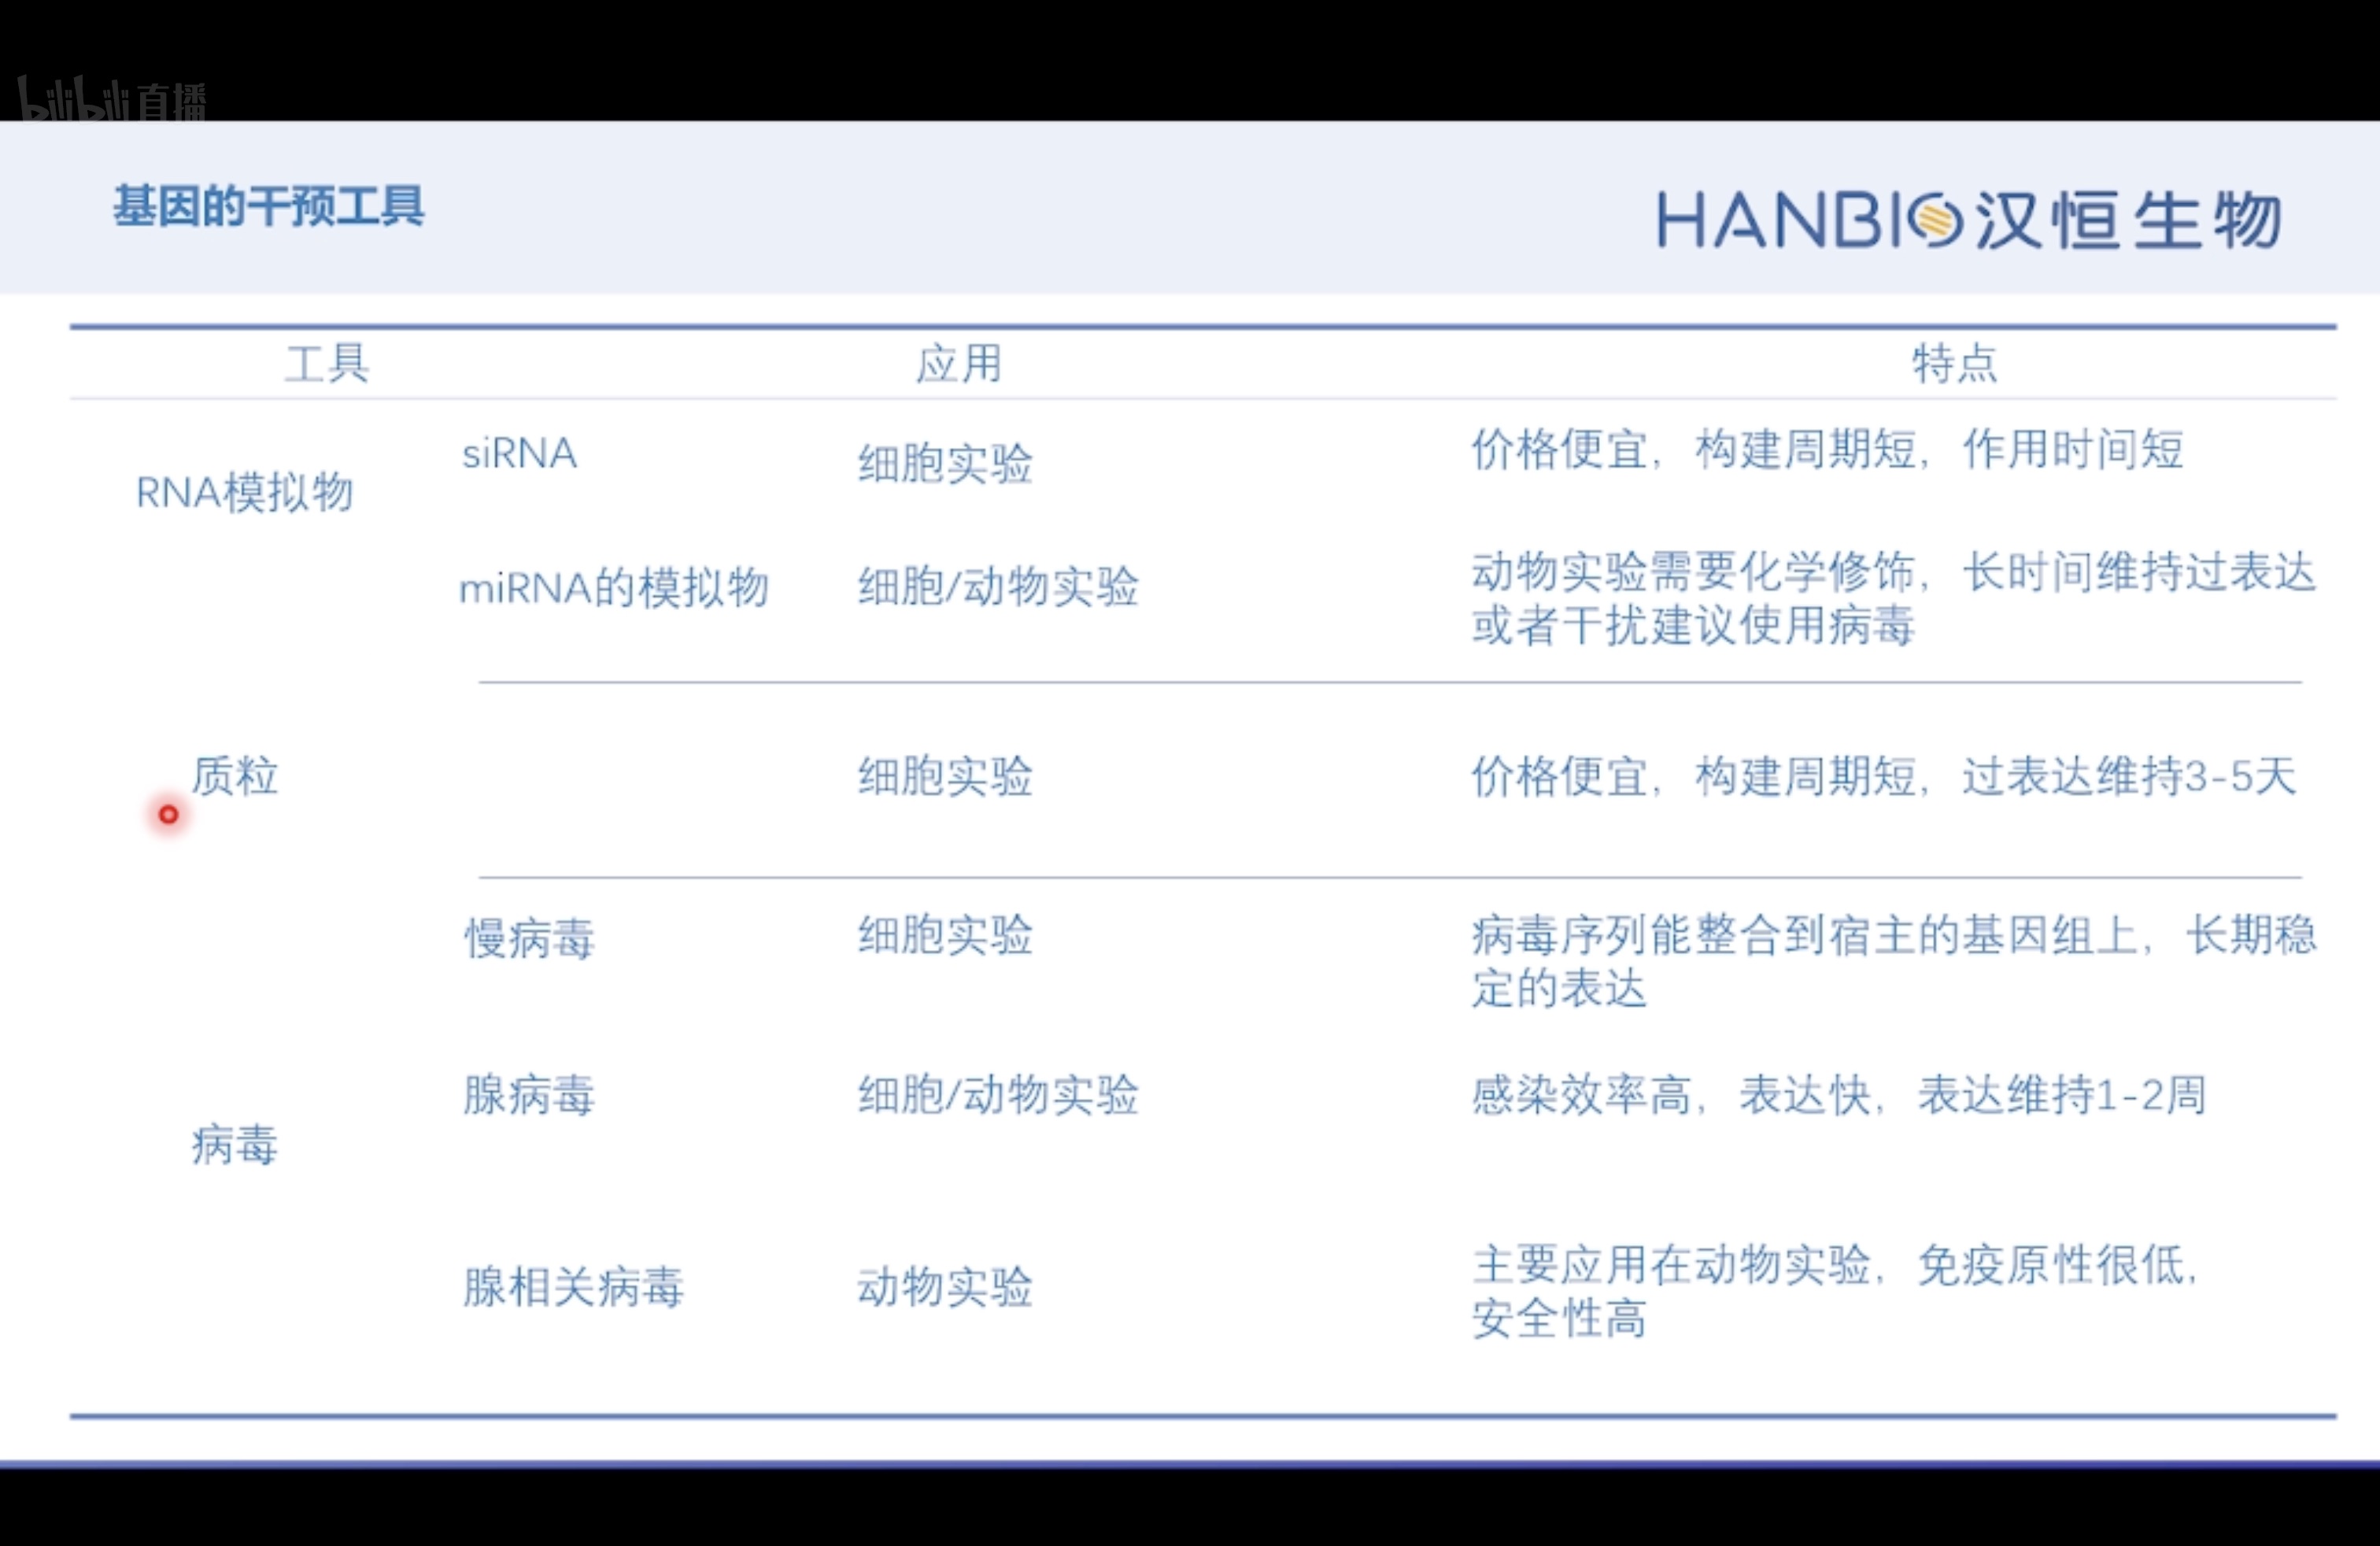 bilibili直播
基因的干预工具
HANBIO汉恒生物
工具 应用 特点
RNA模拟物
siRNA 细胞实验 价格便宜，构建周期短，作用时间短
miRNA的模拟物 细胞/动物实验 动物实验需要化学修饰，长时间维持过表达
或者干扰建议使用病毒
质粒 细胞实验 价格便宜，构建周期短，过表达维持3-5天
病毒
慢病毒 细胞实验 病毒序列能整合到宿主的基因组上，长期稳
定的表达
腺病毒 细胞/动物实验 感染效率高，表达快，表达维持1-2周
腺相关病毒 动物实验 主要应用在动物实验，免疫原性很低，
安全性高